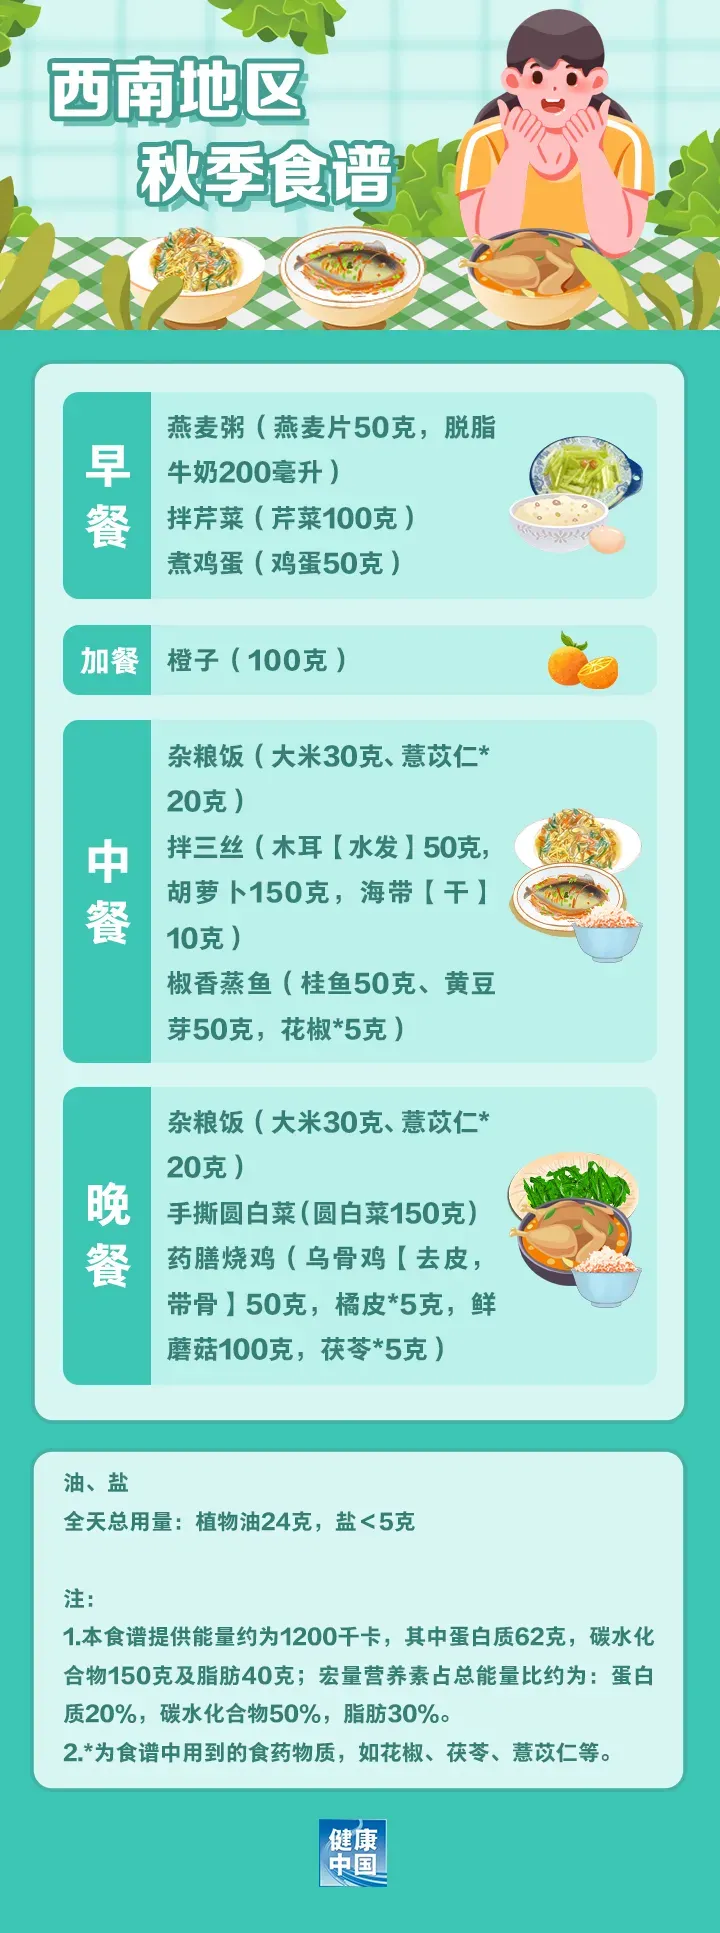 西南地区
秋季食谱
早餐
燕麦粥（燕麦片50克，脱脂
牛奶200毫升）
拌芹菜（芹菜100克）
煮鸡蛋（鸡蛋50克）
加餐
橙子（100克）
中餐
杂粮饭（大米30克、薏苡仁*
20克）
拌三丝（木耳【水发】50克,
胡萝卜150克，海带【干】
10克）
椒香蒸鱼（桂鱼50克、黄豆
芽50克，花椒*5克）
晚餐
杂粮饭（大米30克、薏苡仁*
20克）
手撕圆白菜(圆白菜150克)
药膳烧鸡（乌骨鸡【去皮，
带骨】50克，橘皮*5克，鲜
蘑菇100克，茯苓*5克）
油、盐
全天总用量：植物油24克，盐＜5克
注：
1.本食谱提供能量约为1200千卡，其中蛋白质62克，碳水化
合物150克及脂肪40克；宏量营养素占总能量比约为：蛋白
质20%，碳水化合物50%，脂肪30%。
2.*为食谱中用到的食药物质，如花椒、茯苓、薏苡仁等。
健康
中国